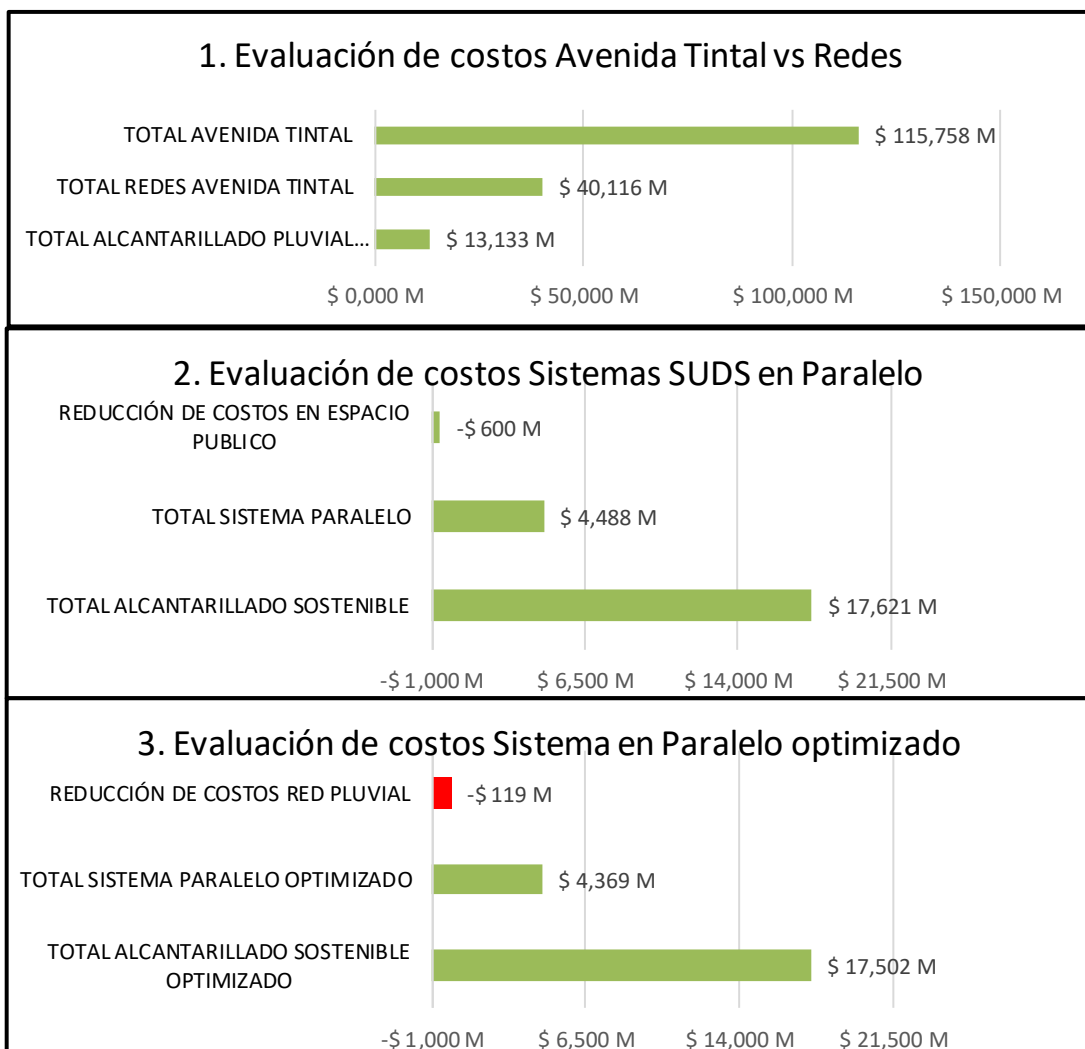 1. Evaluación de costos Avenida Tintal vs Redes
TOTAL AVENIDA TINTAL
$ 115,758 M
TOTAL REDES AVENIDA TINTAL
$ 40,116 M
TOTAL ALCANTARILLADO PLUVIAL...
$ 13,133 M
$ 0,000 M $ 50,000 M $ 100,000 M $ 150,000 M
2. Evaluación de costos Sistemas SUDS en Paralelo
REDUCCIÓN DE COSTOS EN ESPACIO
PUBLICO
-$ 600 M
TOTAL SISTEMA PARALELO
$ 4,488 M
TOTAL ALCANTARILLADO SOSTENIBLE
$ 17,621 M
-$ 1,000 M $ 6,500 M $ 14,000 M $ 21,500 M
3. Evaluación de costos Sistema en Paralelo optimizado
REDUCCIÓN DE COSTOS RED PLUVIAL
-$ 119 M
TOTAL SISTEMA PARALELO OPTIMIZADO
$ 4,369 M
TOTAL ALCANTARILLADO SOSTENIBLE
OPTIMIZADO
$ 17,502 M
-$ 1,000 M $ 6,500 M $ 14,000 M $ 21,500 M